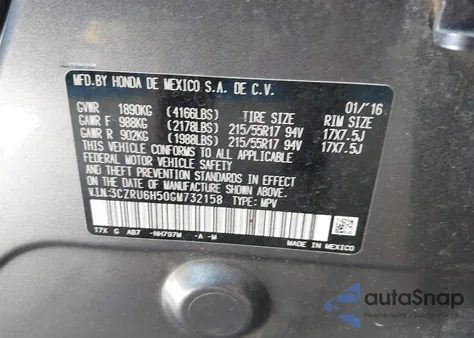 MFD.BY HONDA DE MEXICO S.A. DE C.V.
01/'16
GVWR 1890KG (4166LBS) TIRE SIZE RIM SIZE
GAWR F 988KG (2178LBS) 215/55R17 94V 17X7.5J
GAWR R 902KG (1988LBS) 215/55R17 94V 17X7.5J
THIS VEHICLE CONFORMS TO ALL APPLICABLE
FEDERAL MOTOR VEHICLE SAFETY AND
THEFT PREVENTION STANDARDS IN EFFECT ON
THE DATE OF MANUFACTURE SHOWN ABOVE.
V.I.N:3CZRU6H50GM732158 TYPE: MPV
T7X G AB7 -NH797M -A -M
MADE IN MEXICO
autoSnap